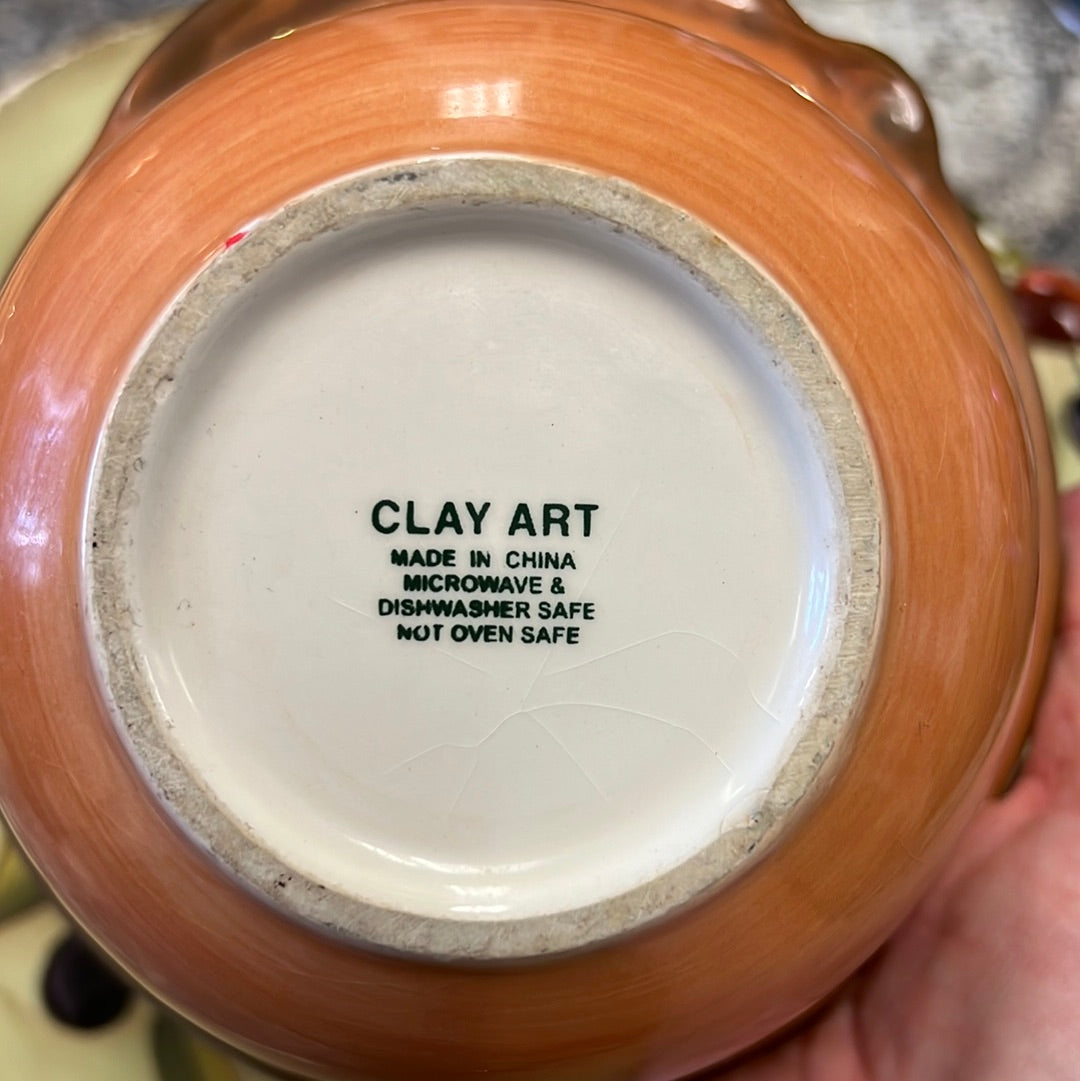 CLAY ART
MADE IN CHINA
MICROWAVE &
DISHWASHER SAFE
NOT OVEN SAFE